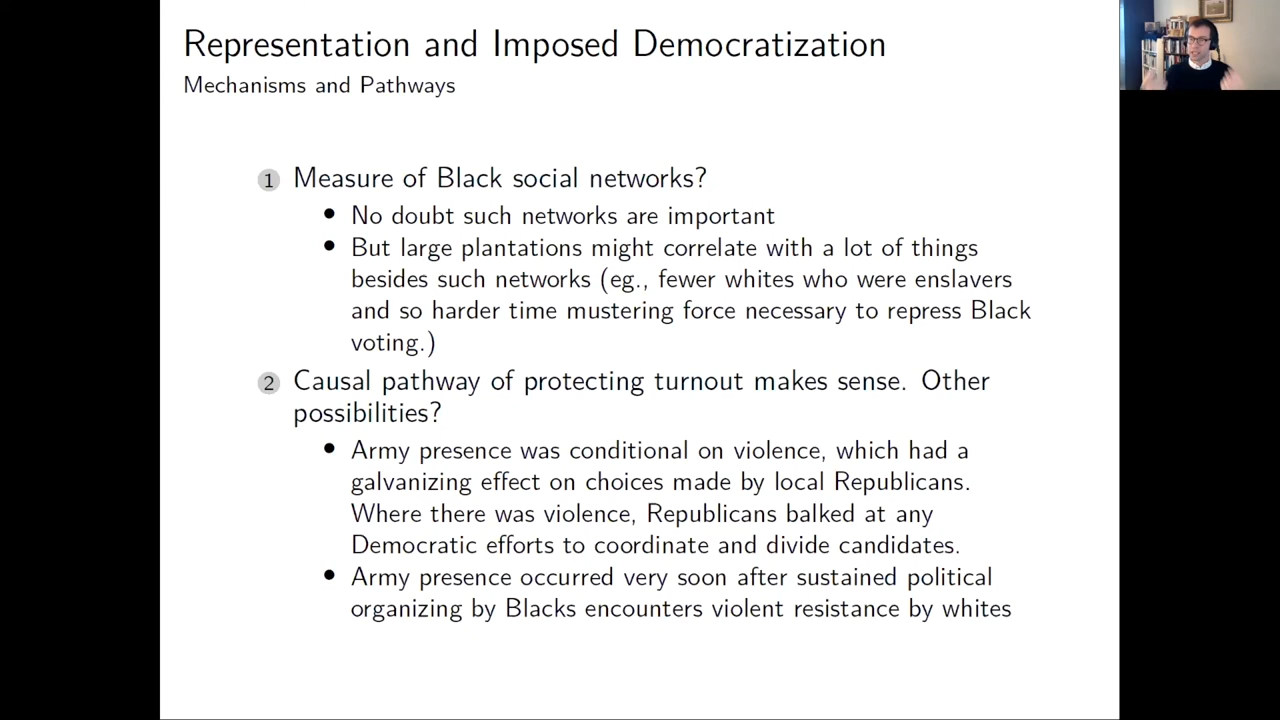 Representation and Imposed Democratization
Mechanisms and Pathways
1 Measure of Black social networks?
• No doubt such networks are important
• But large plantations might correlate with a lot of things
besides such networks (eg., fewer whites who were enslavers
and so harder time mustering force necessary to repress Black
voting.)
2 Causal pathway of protecting turnout makes sense. Other
possibilities?
• Army presence was conditional on violence, which had a
galvanizing effect on choices made by local Republicans.
Where there was violence, Republicans balked at any
Democratic efforts to coordinate and divide candidates.
• Army presence occurred very soon after sustained political
organizing by Blacks encounters violent resistance by whites